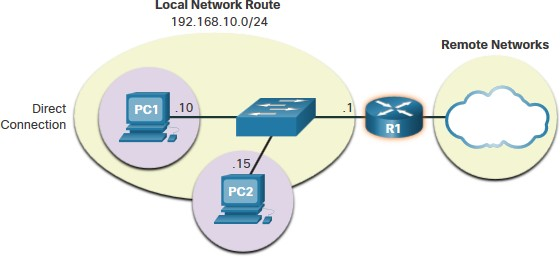 Local Network Route
192.168.10.0/24
Remote Networks
Direct
Connection
PC1
.10
.1
R1
.15
PC2